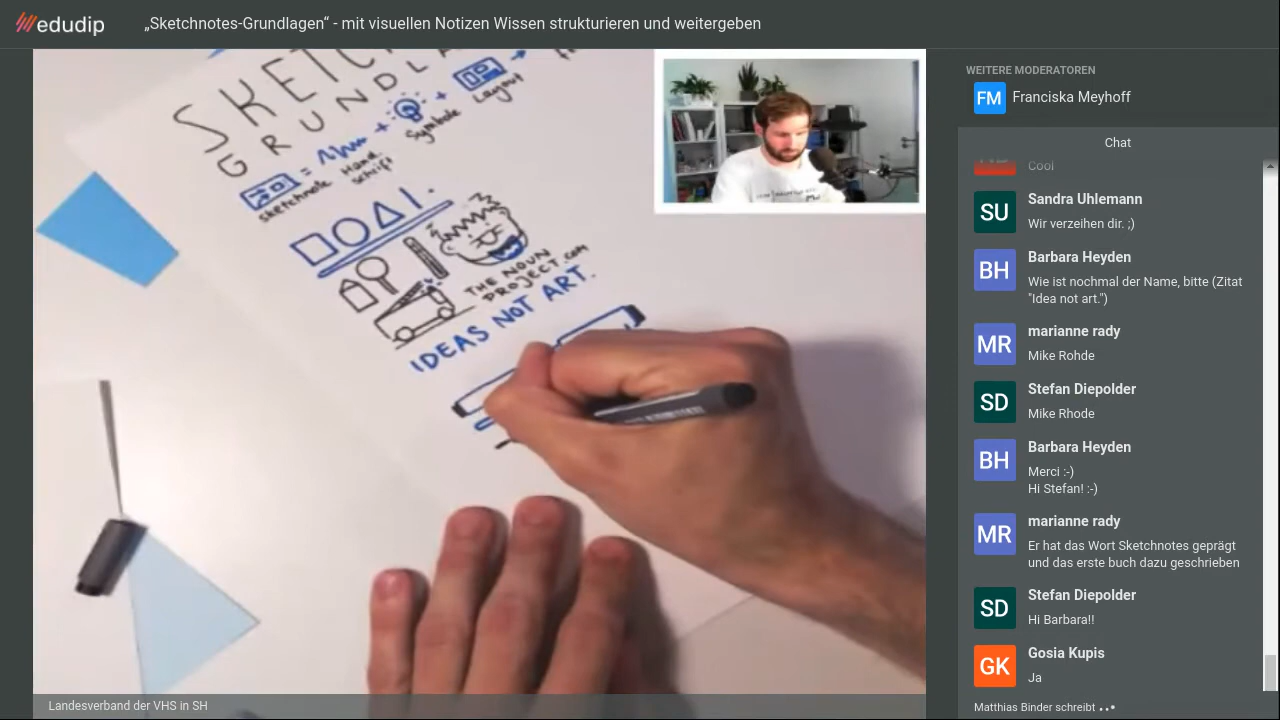 edudip
„Sketchnotes-Grundlagen“ - mit visuellen Notizen Wissen strukturieren und weitergeben
SKETC
GRUNDLA
sketchnote
Hand
schrift
Symbole
Layout
THE NOUN
PROJECT.COM
IDEAS NOT ART.
Landesverband der VHS in SH
WEITERE MODERATOREN
FM
Franciska Meyhoff
Chat
Cool
SU
Sandra Uhlemann
Wir verzeihen dir. ;)
BH
Barbara Heyden
Wie ist nochmal der Name, bitte (Zitat
"Idea not art.")
MR
marianne rady
Mike Rohde
SD
Stefan Diepolder
Mike Rhode
BH
Barbara Heyden
Merci :-)
Hi Stefan! :-)
MR
marianne rady
Er hat das Wort Sketchnotes geprägt
und das erste buch dazu geschrieben
SD
Stefan Diepolder
Hi Barbara!!
GK
Gosia Kupis
Ja
Matthias Binder schreibt